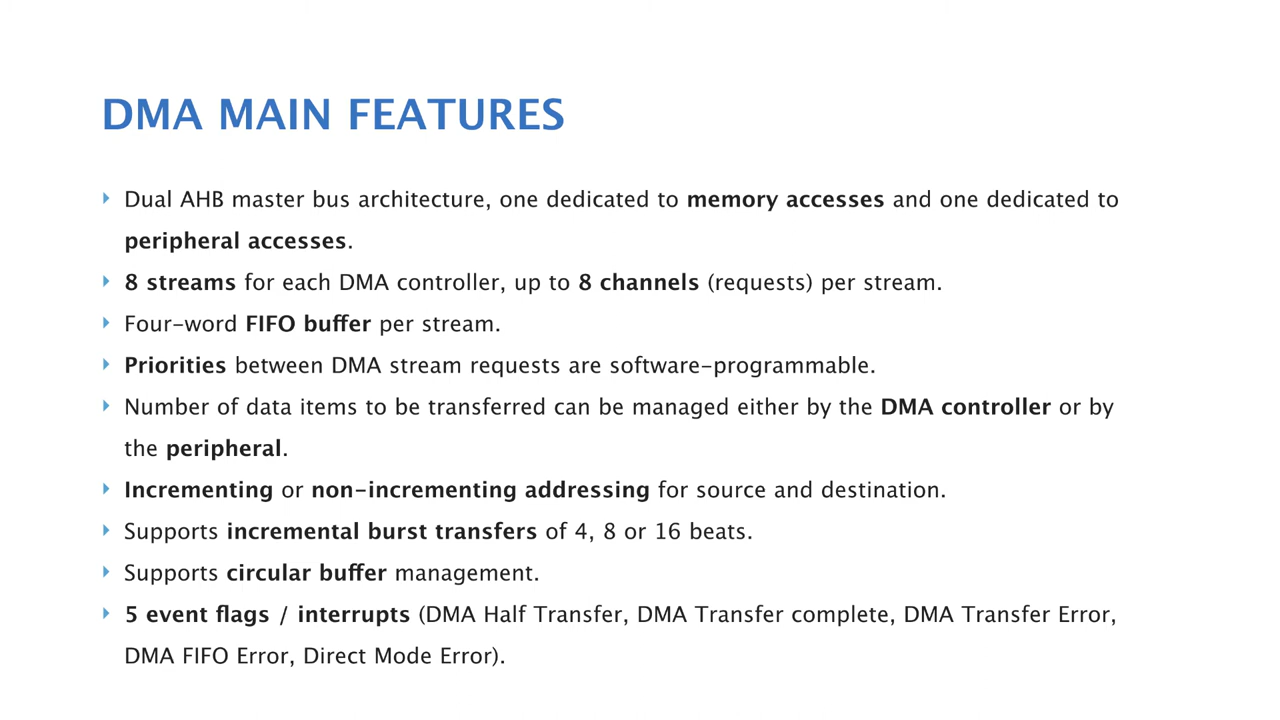 DMA MAIN FEATURES
Dual AHB master bus architecture, one dedicated to memory accesses and one dedicated to
peripheral accesses.
8 streams for each DMA controller, up to 8 channels (requests) per stream.
Four-word FIFO buffer per stream.
Priorities between DMA stream requests are software-programmable.
Number of data items to be transferred can be managed either by the DMA controller or by
the peripheral.
Incrementing or non-incrementing addressing for source and destination.
Supports incremental burst transfers of 4, 8 or 16 beats.
Supports circular buffer management.
5 event flags / interrupts (DMA Half Transfer, DMA Transfer complete, DMA Transfer Error,
DMA FIFO Error, Direct Mode Error).